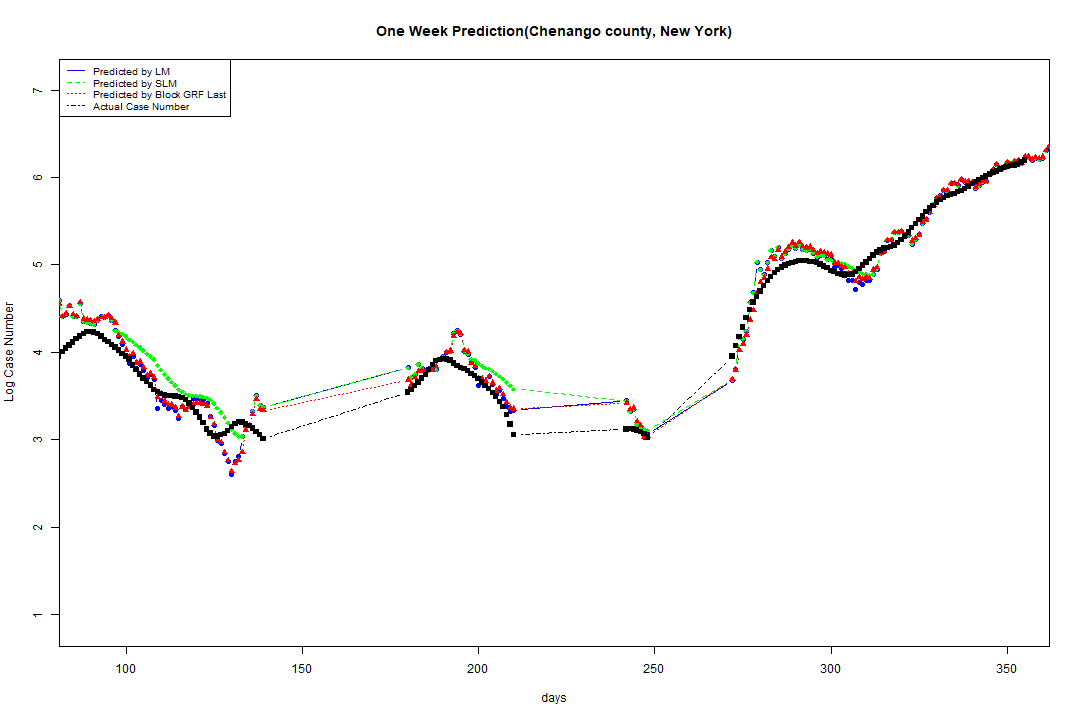 One Week Prediction(Chenango county, New York)
Predicted by LM
Predicted by SLM
Predicted by Block GRF Last
Actual Case Number
7
6
5
4
3
2
1
Log Case Number
100
150
200
250
300
350
days